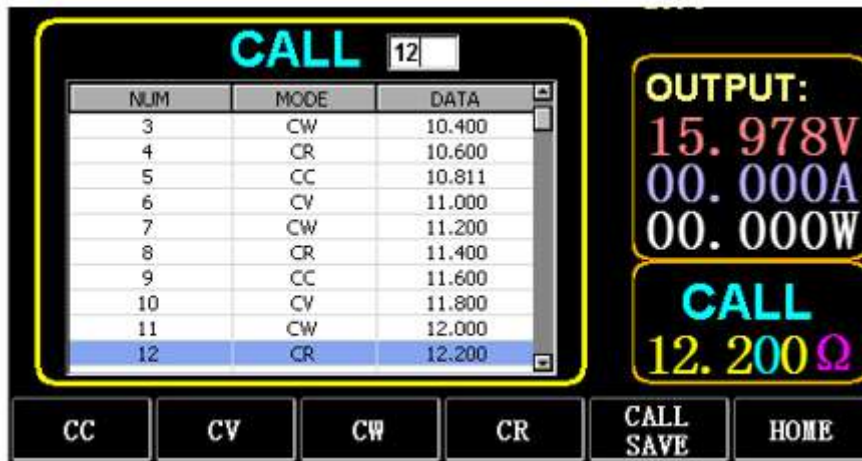 CALL 12
NUM MODE DATA
3 CW 10.400
4 CR 10.600
5 CC 10.811
6 CV 11.000
7 CW 11.200
8 CR 11.400
9 CC 11.600
10 CV 11.800
11 CW 12.000
12 CR 12.200
OUTPUT:
15.978V
00.000A
00.000W
CALL
12.200Ω
CC CV CW CR CALL SAVE HOME